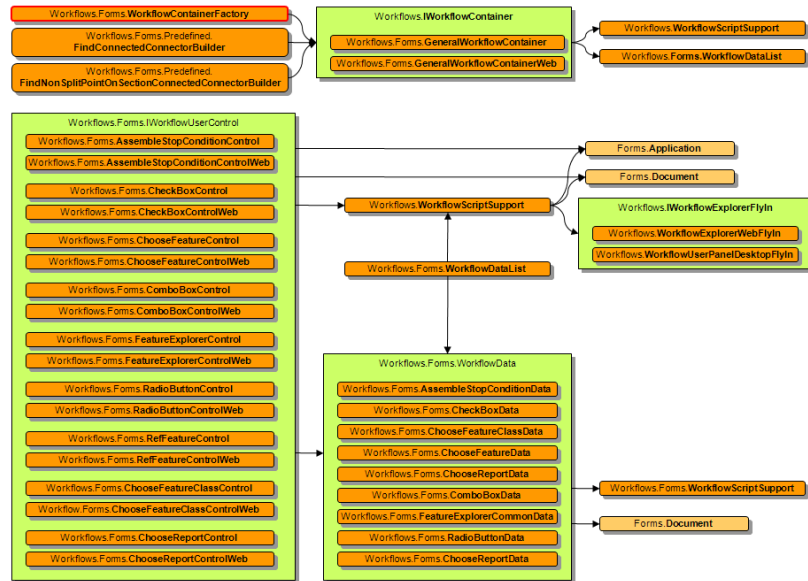 Workflows.Forms.WorkflowContainerFactory
Workflows.Forms.Predefined.
FindConnectedConnectorBuilder
Workflows.Forms.Predefined.
FindNonSplitPointOnSectionConnectedConnectorBuilder
Workflows.IWorkflowContainer
Workflows.Forms.GeneralWorkflowContainer
Workflows.Forms.GeneralWorkflowContainerWeb
Workflows.WorkflowScriptSupport
Workflows.Forms.WorkflowDataList
Workflows.Forms.IWorkflowUserControl
Workflows.Forms.AssembleStopConditionControl
Workflows.Forms.AssembleStopConditionControlWeb
Workflows.Forms.CheckBoxControl
Workflows.Forms.CheckBoxControlWeb
Workflows.Forms.ChooseFeatureControl
Workflows.Forms.ChooseFeatureControlWeb
Workflows.Forms.ComboBoxControl
Workflows.Forms.ComboBoxControlWeb
Workflows.Forms.FeatureExplorerControl
Workflows.Forms.FeatureExplorerControlWeb
Workflows.Forms.RadioButtonControl
Workflows.Forms.RadioButtonControlWeb
Workflows.Forms.RefFeatureControl
Workflows.Forms.RefFeatureControlWeb
Workflows.Forms.ChooseFeatureClassControl
Workflows.Forms.ChooseFeatureClassControlWeb
Workflows.Forms.ChooseReportControl
Workflows.Forms.ChooseReportControlWeb
Workflows.WorkflowScriptSupport
Workflows.Forms.WorkflowDataList
Forms.Application
Forms.Document
Workflows.IWorkflowExplorerFlyIn
Workflows.WorkflowExplorerWebFlyIn
Workflows.WorkflowUserPanelDesktopFlyIn
Workflows.Forms.WorkflowData
Workflows.Forms.AssembleStopConditionData
Workflows.Forms.CheckBoxData
Workflows.Forms.ChooseFeatureClassData
Workflows.Forms.ChooseFeatureData
Workflows.Forms.ChooseReportData
Workflows.Forms.ComboBoxData
Workflows.Forms.FeatureExplorerCommonData
Workflows.Forms.RadioButtonData
Workflows.Forms.ChooseReportData
Workflows.Forms.WorkflowScriptSupport
Forms.Document